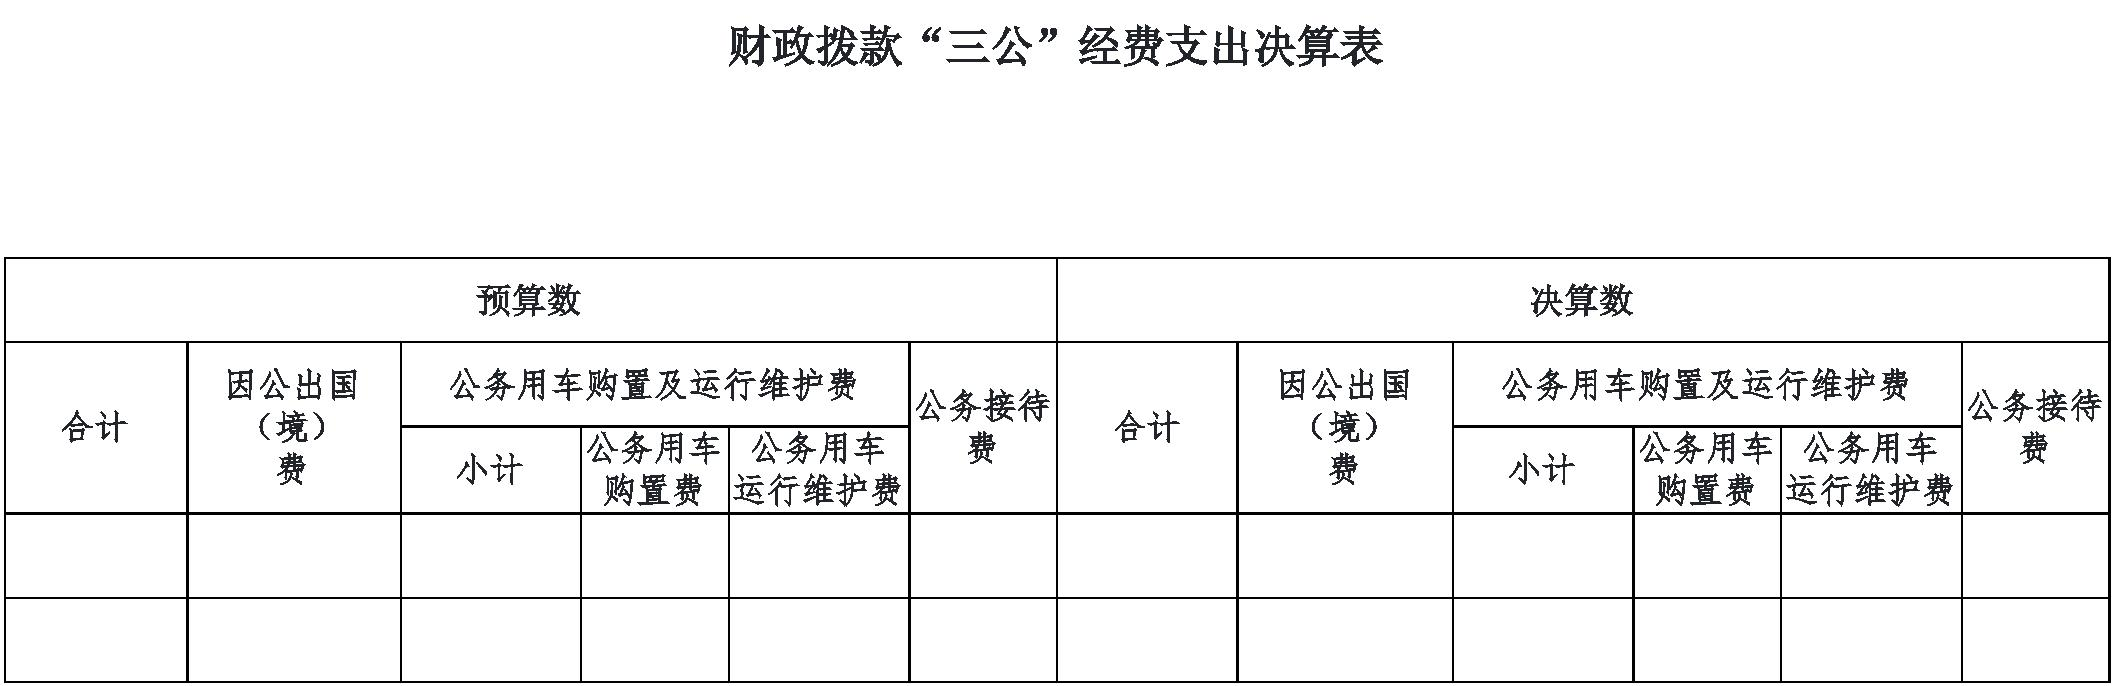 财政拨款“三公”经费支出决算表
预算数
决算数
合计
因公出国
（境）
费
公务用车购置及运行维护费
小计
公务用车
购置费
公务用车
运行维护费
公务接待
费
合计
因公出国
（境）
费
公务用车购置及运行维护费
小计
公务用车
购置费
公务用车
运行维护费
公务接待
费